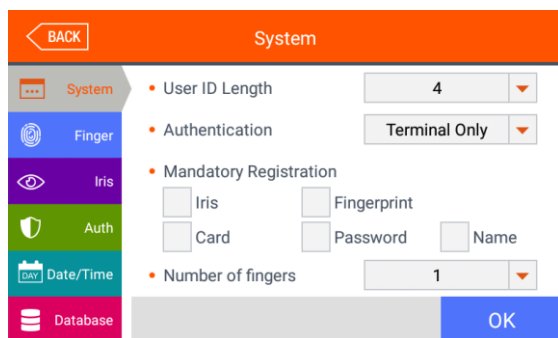 BACK
System
System
Finger
Iris
Auth
DAY Date/Time
Database
• User ID Length 4
• Authentication Terminal Only
• Mandatory Registration
Iris Fingerprint
Card Password Name
• Number of fingers 1
OK